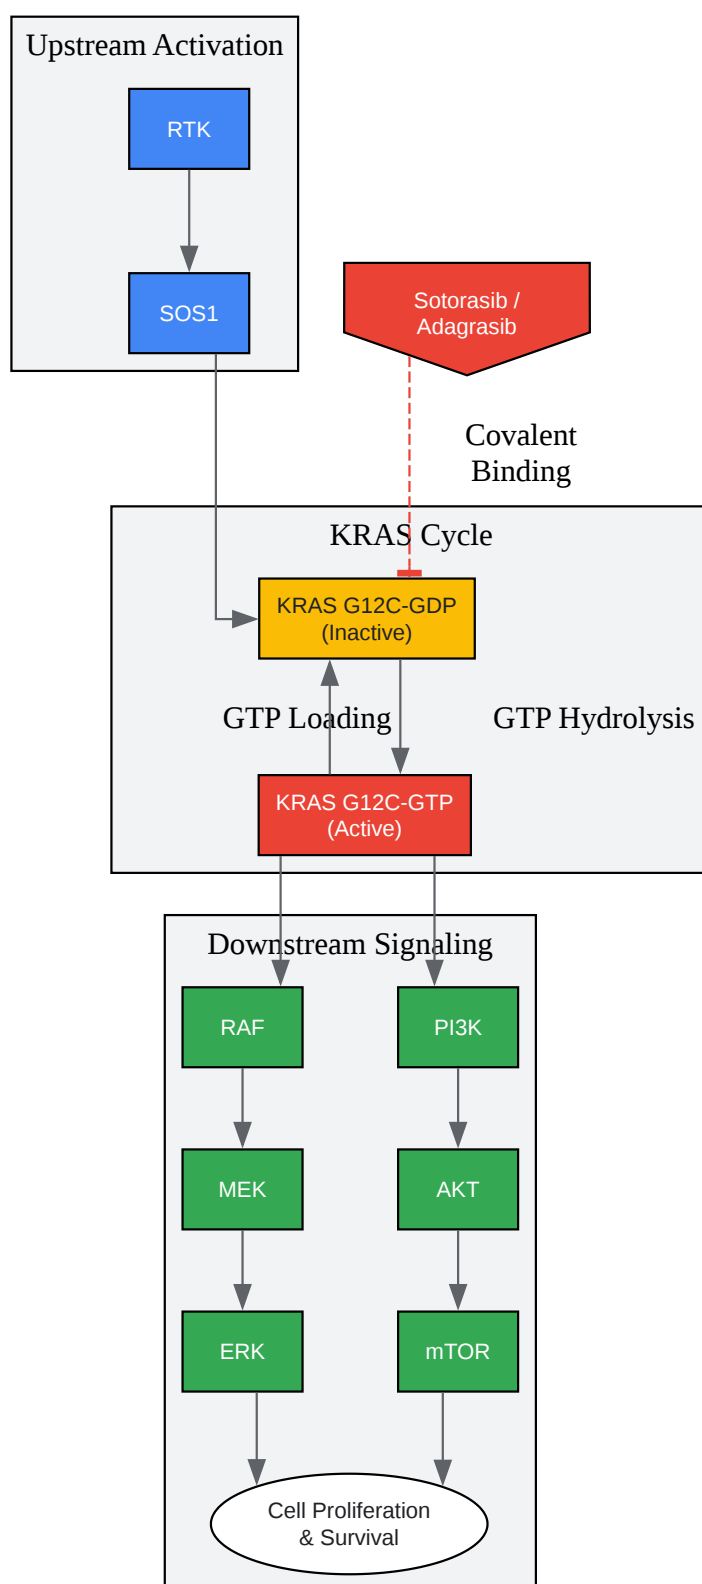 Upstream Activation
RTK
SOS1
Sotorasib /
Adagrasib
Covalent
Binding
KRAS Cycle
KRAS G12C-GDP
(Inactive)
GTP Loading
GTP Hydrolysis
KRAS G12C-GTP
(Active)
Downstream Signaling
RAF
PI3K
MEK
AKT
ERK
mTOR
Cell Proliferation
& Survival